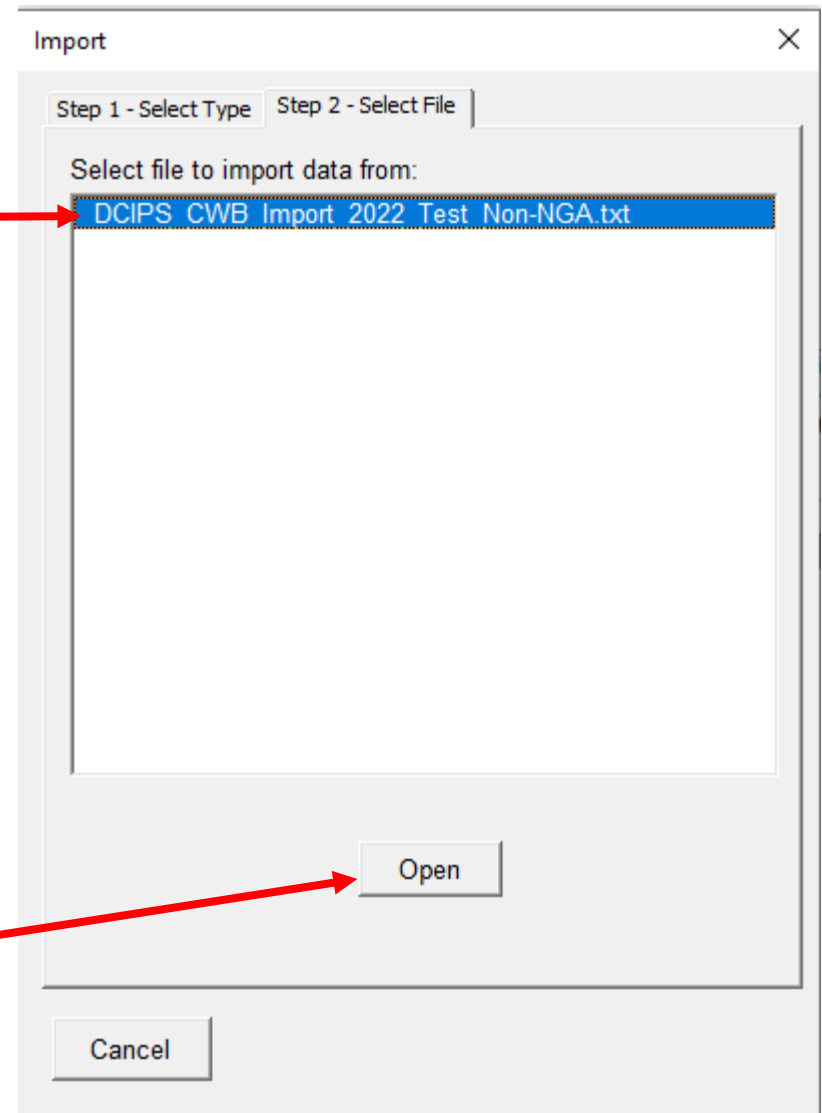 Import
Step 1 - Select Type Step 2 - Select File
Select file to import data from:
DCIPS_CWB_Import_2022_Test_Non-NGA.txt
Open
Cancel